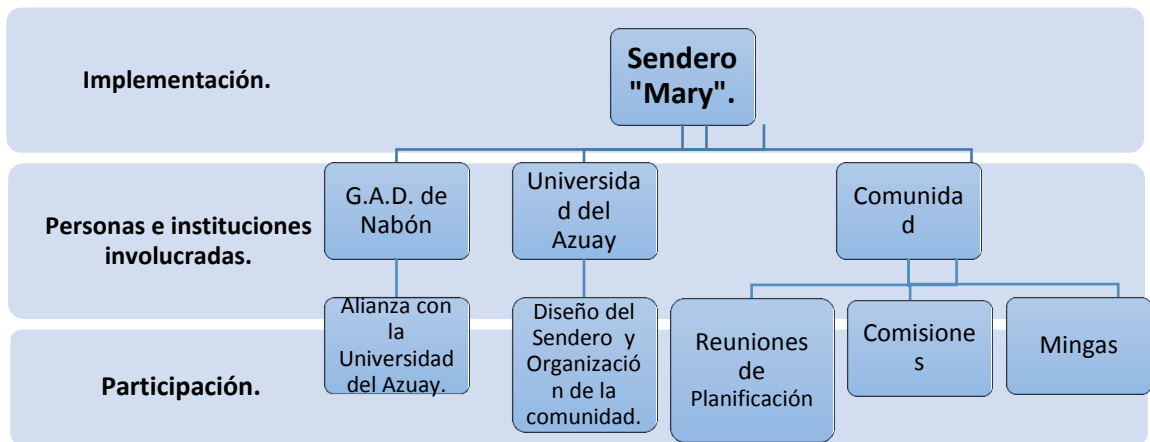 Implementación.
Sendero
"Mary".
Personas e instituciones
involucradas.
G.A.D. de
Nabón
Universida
d del
Azuay
Comunida
d
Participación.
Alianza con
la
Universidad
del Azuay.
Diseño del
Sendero y
Organizació
n de la
comunidad.
Reuniones
de
Planificación
Comisione
s
Mingas